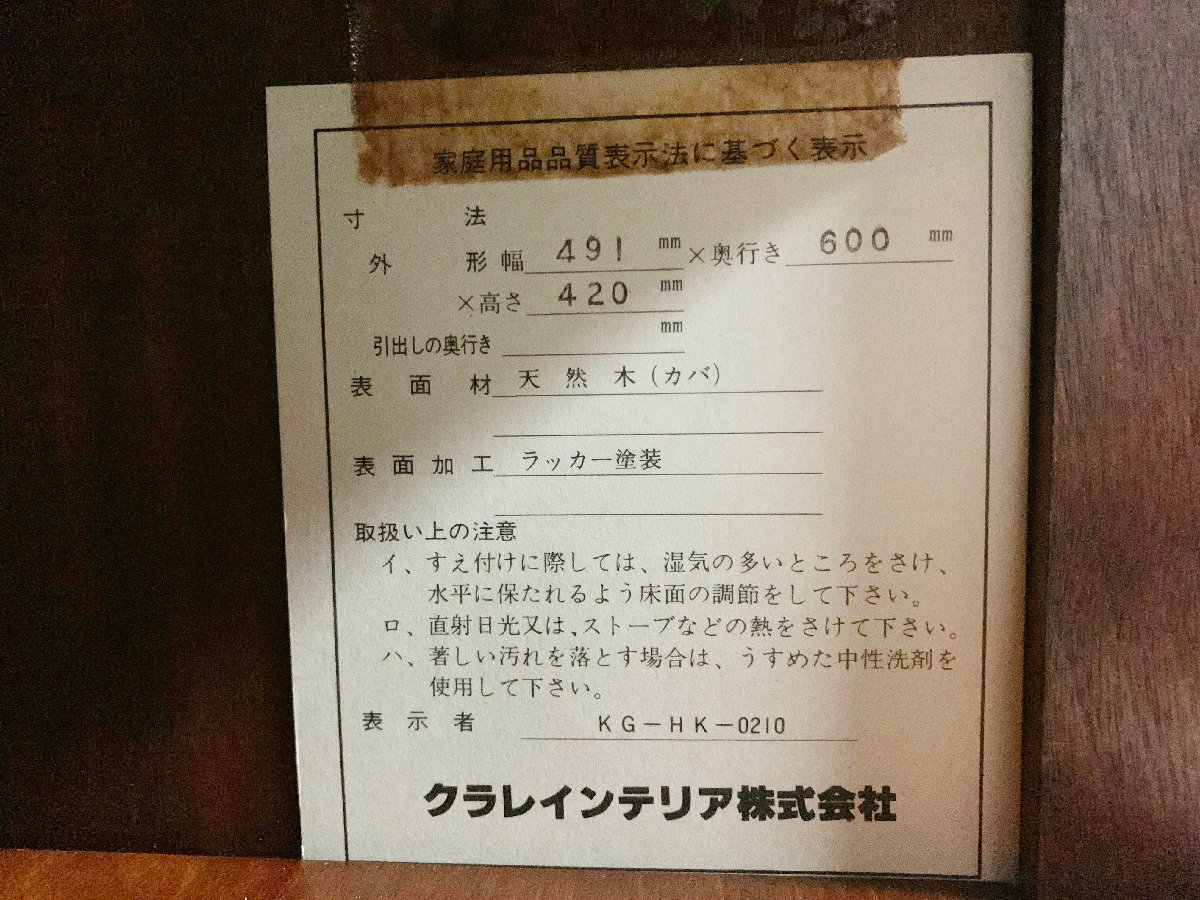 家庭用品品質表示法に基づく表示
寸法
外形幅 491 mm ×奥行き 600 mm
×高さ 420 mm
引出しの奥行き mm
表面材 天然木(カバ)
表面加工 ラッカー塗装
取扱い上の注意
イ、すえ付けに際しては、湿気の多いところをさけ、
水平に保たれるよう床面の調節をして下さい。
ロ、直射日光又は、ストーブなどの熱をさけて下さい。
ハ、著しい汚れを落とす場合は、うすめた中性洗剤を
使用して下さい。
表示者 KG-HK-0210
クラレインテリア株式会社